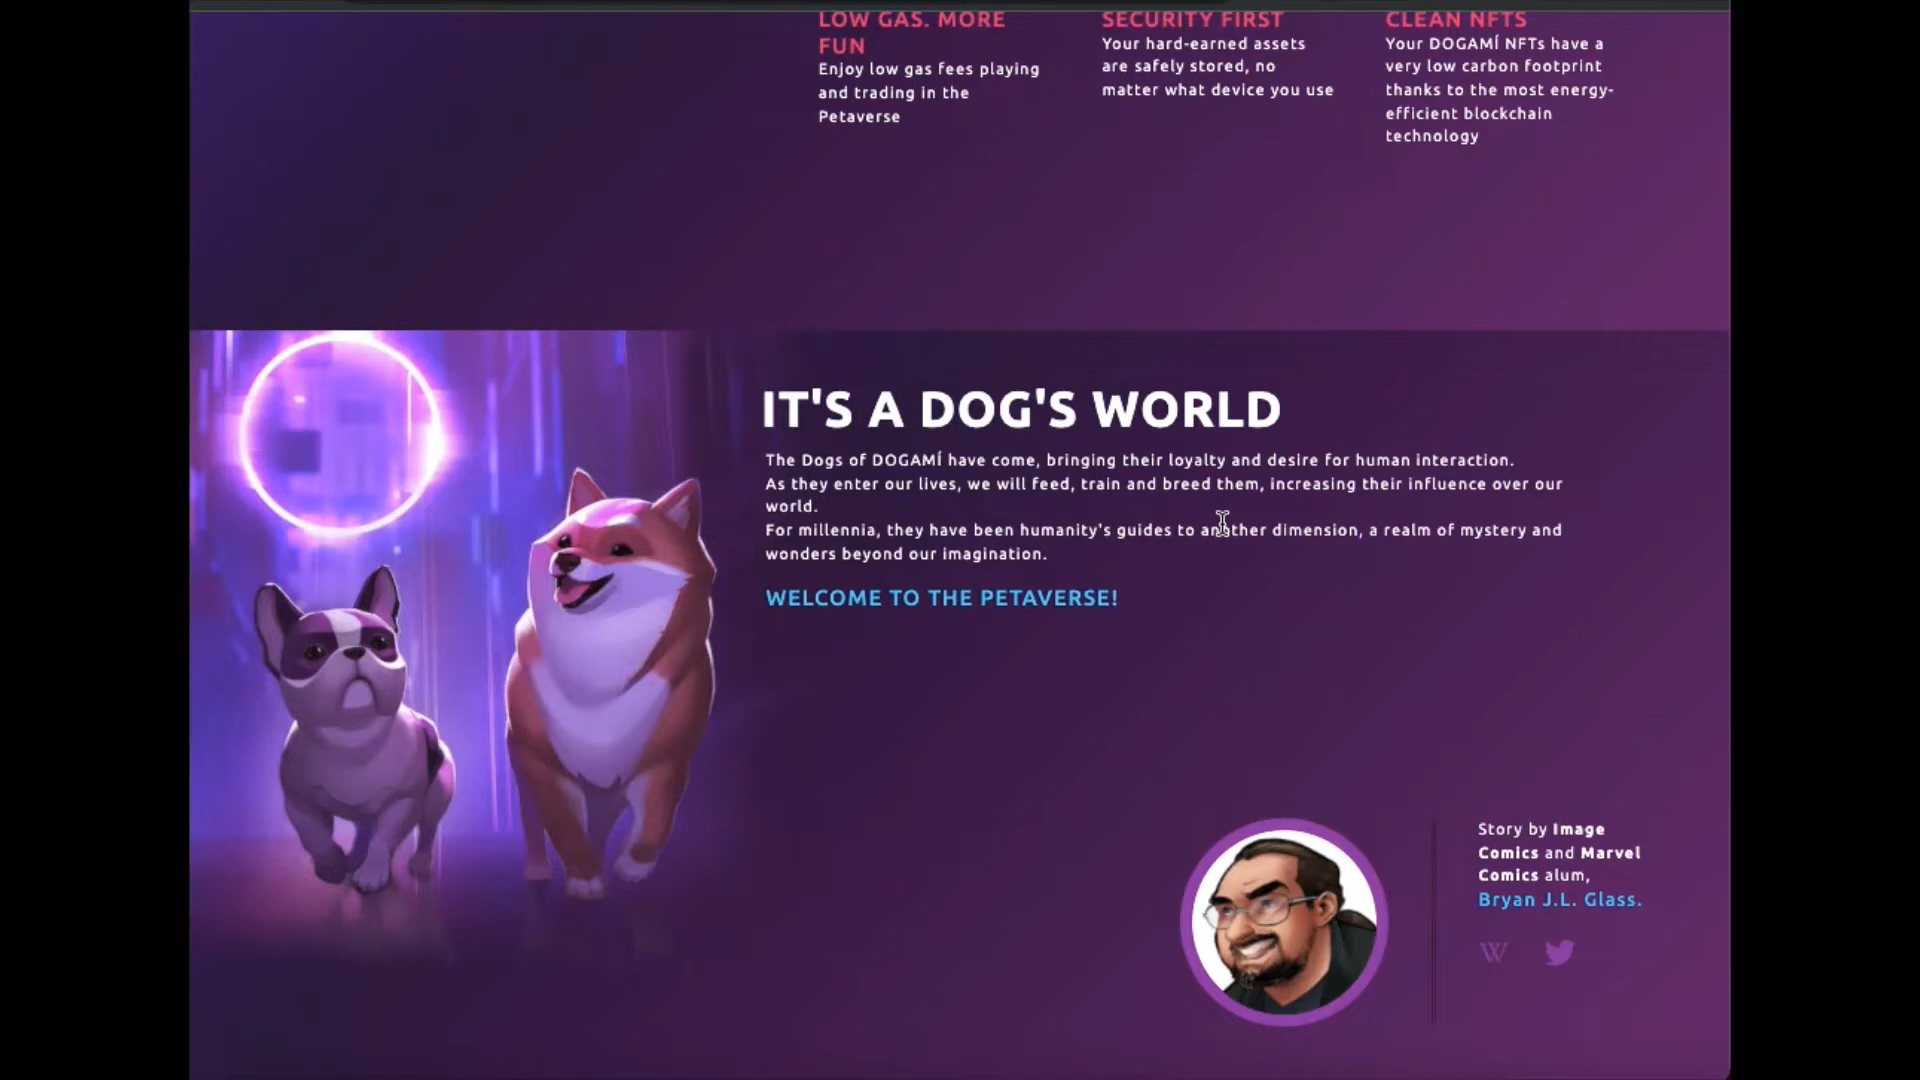 LOW GAS. MORE
FUN
Enjoy low gas fees playing
and trading in the
Petaverse
SECURITY FIRST
Your hard-earned assets
are safely stored, no
matter what device you use
CLEAN NFTS
Your DOGAMÍ NFTs have a
very low carbon footprint
thanks to the most energy-
efficient blockchain
technology
IT'S A DOG'S WORLD
The Dogs of DOGAMÍ have come, bringing their loyalty and desire for human interaction.
As they enter our lives, we will feed, train and breed them, increasing their influence over our
world.
For millennia, they have been humanity's guides to another dimension, a realm of mystery and
wonders beyond our imagination.
WELCOME TO THE PETAVERSE!
Story by Image
Comics and Marvel
Comics alum,
Bryan J.L. Glass.
W